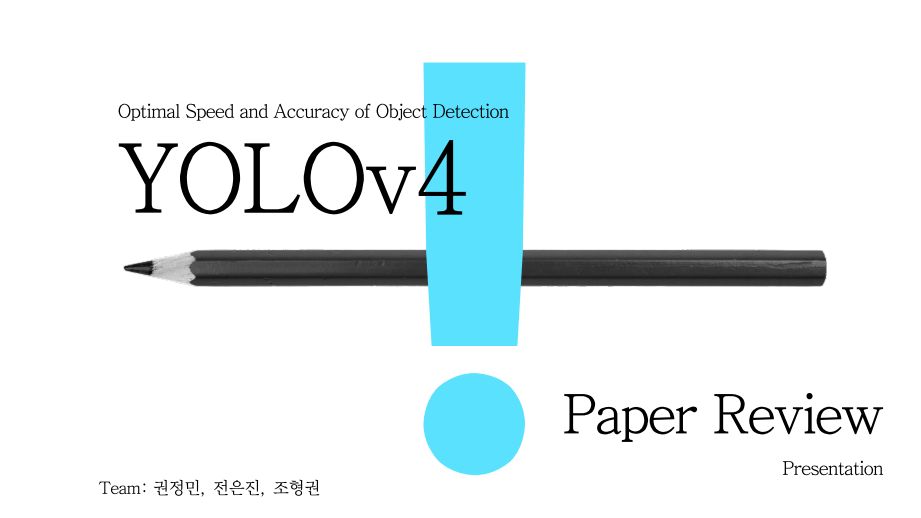 Optimal Speed and Accuracy of Object Detection
YOLOv4
Paper Review
Presentation
Team: 권정민, 전은진, 조형권